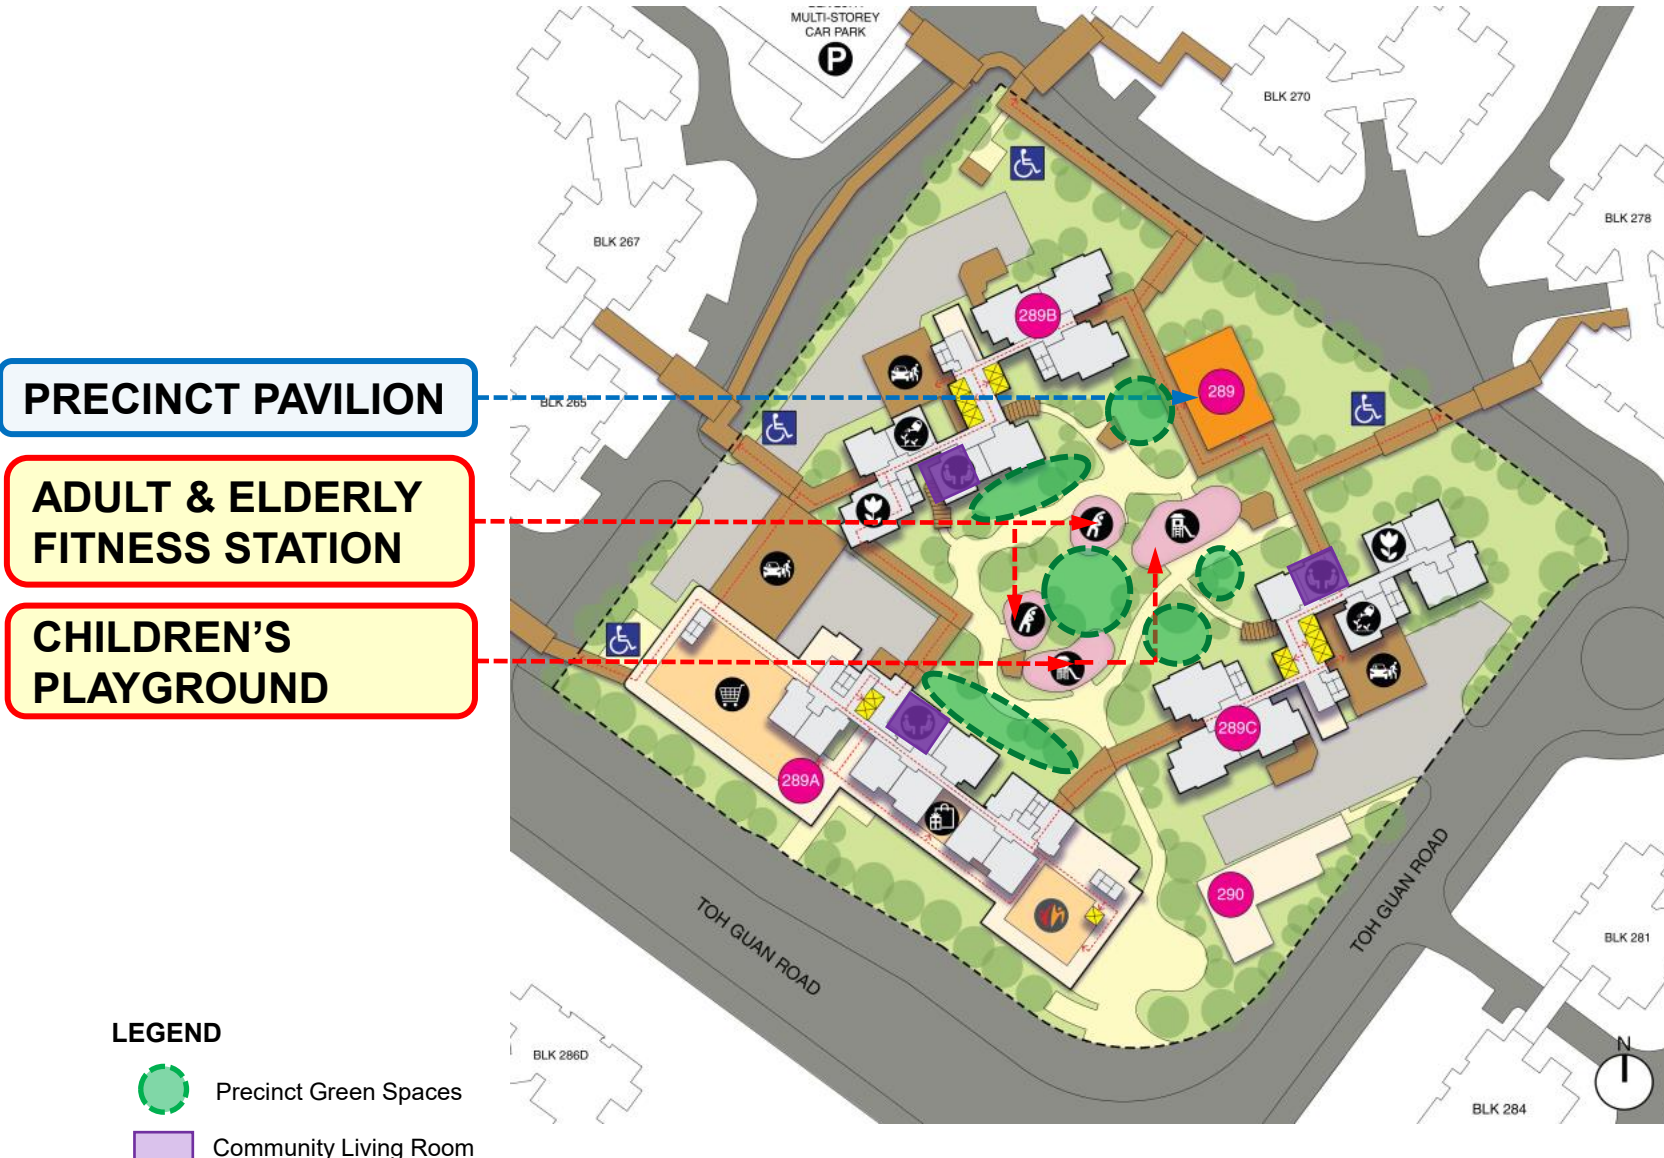 MULTI-STOREY
CAR PARK
P
BLK 270
BLK 278
BLK 267
289B
PRECINCT PAVILION
BLK 265
289
ADULT & ELDERLY
FITNESS STATION
CHILDREN'S
PLAYGROUND
289C
289A
290
TOH GUAN ROAD
TOH GUAN ROAD
BLK 281
LEGEND
N
BLK 286D
Precinct Green Spaces
BLK 284
Community Living Room